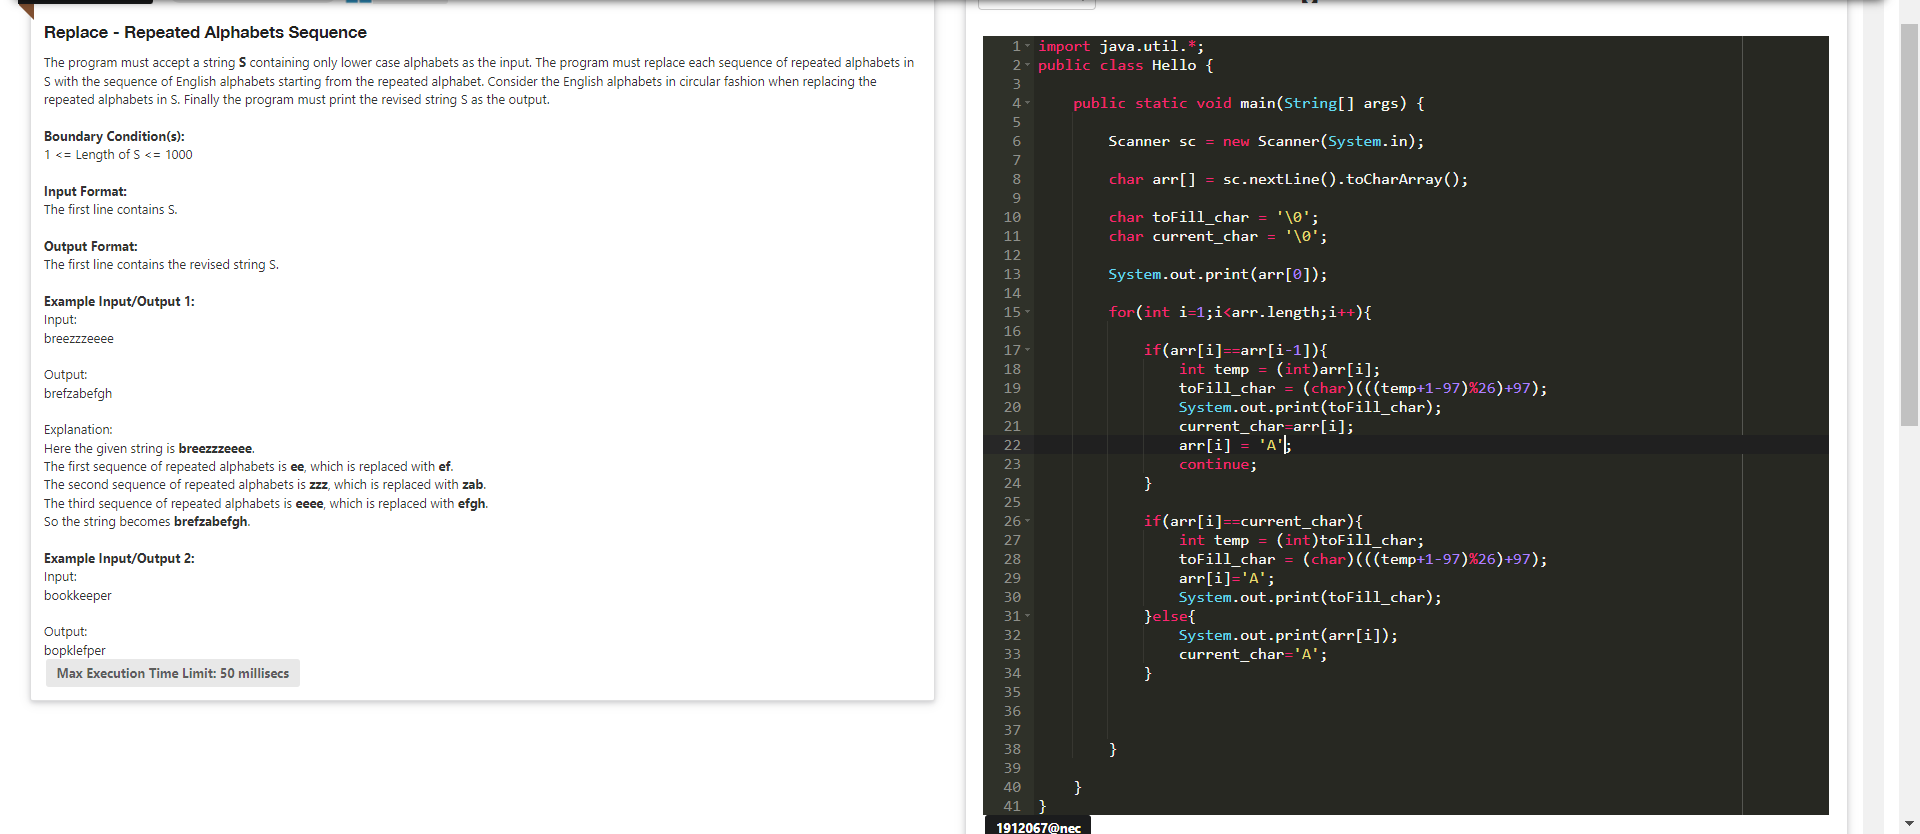 Replace - Repeated Alphabets Sequence
The program must accept a string S containing only lower case alphabets as the input. The program must replace each sequence of repeated alphabets in
S with the sequence of English alphabets starting from the repeated alphabet. Consider the English alphabets in circular fashion when replacing the
repeated alphabets in S. Finally the program must print the revised string S as the output.
Boundary Condition(s):
1 <= Length of S <= 1000
Input Format:
The first line contains S.
Output Format:
The first line contains the revised string S.
Example Input/Output 1:
Input:
breezzzeeee
Output:
brefzabefgh
Explanation:
Here the given string is breezzzeeee.
The first sequence of repeated alphabets is ee, which is replaced with ef.
The second sequence of repeated alphabets is zzz, which is replaced with zab.
The third sequence of repeated alphabets is eeee, which is replaced with efgh.
So the string becomes brefzabefgh.
Example Input/Output 2:
Input:
bookkeeper
Output:
bopklefper
Max Execution Time Limit: 50 millisecs
1 import java.util.*;
2 public class Hello {
3
4 public static void main(String[] args) {
5
6 Scanner sc = new Scanner(System.in);
7
8 char arr[] = sc.nextLine().toCharArray();
9
10 char toFill_char = '\0';
11 char current_char = '\0';
12
13 System.out.print(arr[0]);
14
15 for(int i=1;i<arr.length;i++){
16
17 if(arr[i]==arr[i-1]){
18 int temp = (int)arr[i];
19 toFill_char = (char)(((temp+1-97)%26)+97);
20 System.out.print(toFill_char);
21 current_char=arr[i];
22 arr[i] = 'A';
23 continue;
24 }
25
26 if(arr[i]==current_char){
27 int temp = (int)toFill_char;
28 toFill_char = (char)(((temp+1-97)%26)+97);
29 arr[i]='A';
30 System.out.print(toFill_char);
31 }else{
32 System.out.print(arr[i]);
33 current_char='A';
34 }
35
36
37
38 }
39
40 }
41 }
1912067@nec